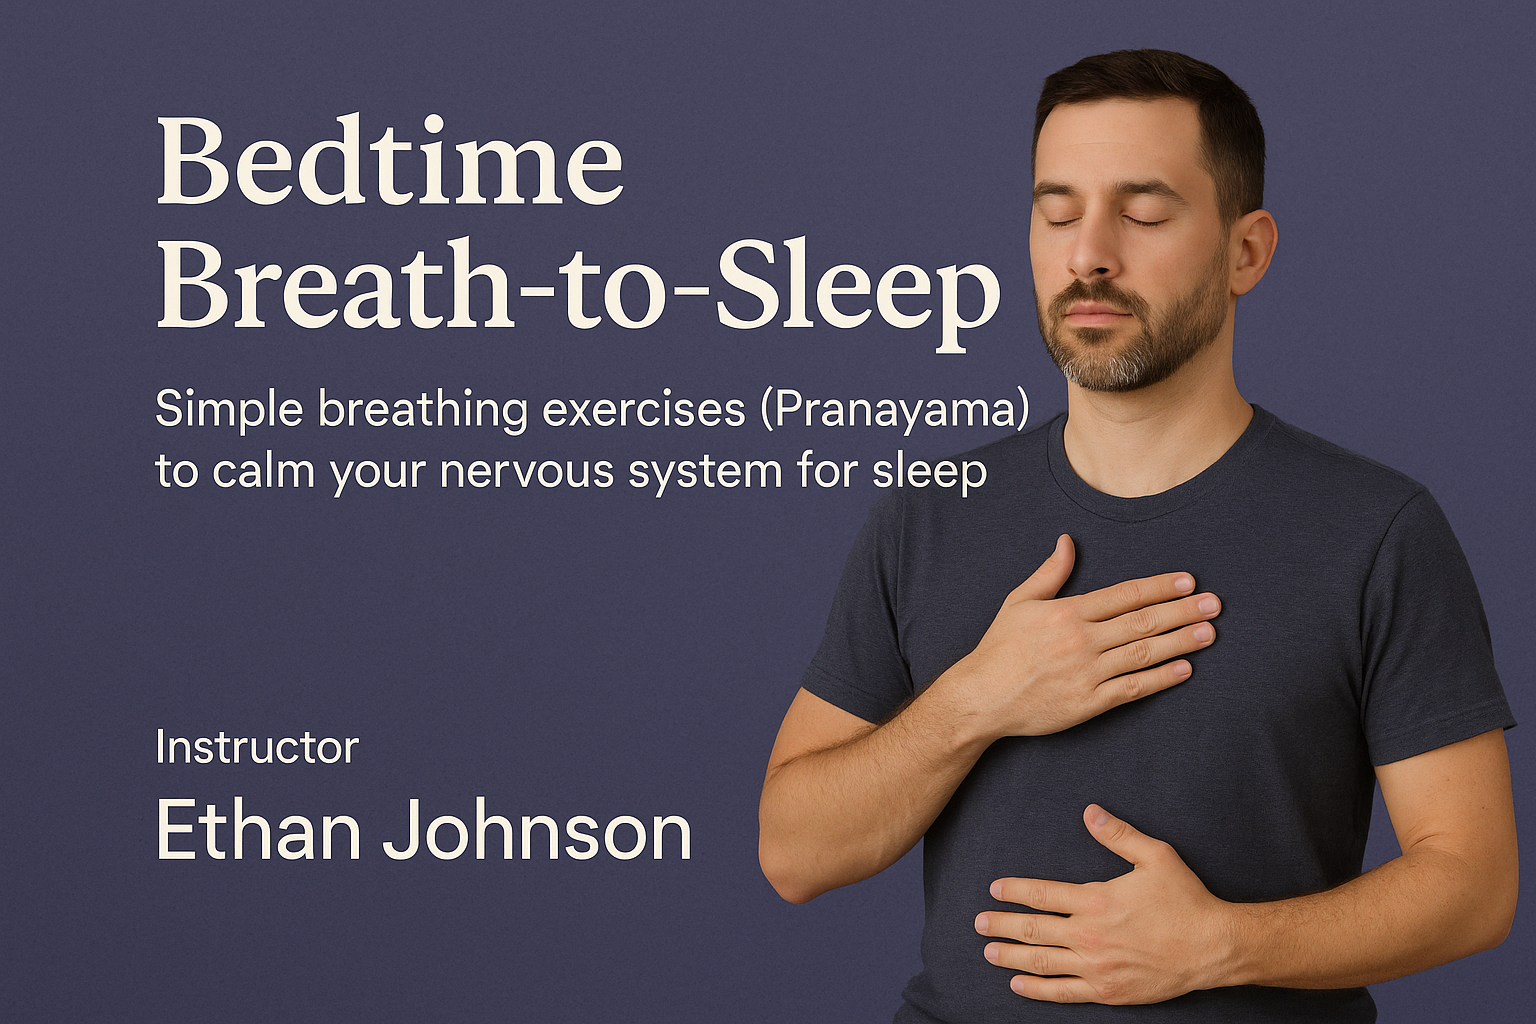 Bedtime
Breath-to-Sleep
Simple breathing exercises (Pranayama)
to calm your nervous system for sleep
Instructor
Ethan Johnson